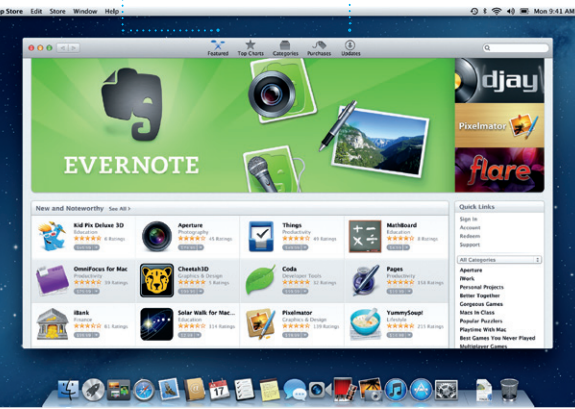 p Store Edit Store Window Help
Mon 9:41 AM
Featured Top Charts Categories Purchases Updates
EVERNOTE
djay
Pixelmator
flare
New and Noteworthy See All >
Kid Pix Deluxe 3D
Education
8 Ratings
Aperture
Photography
Things
Productivity
MathBoard
Education
OmniFocus for Mac
Productivity
Cheetah3D
Graphics & Design
Coda
Developer Tools
Pages
Productivity
iBank
Finance
Solar Walk for Mac...
Education
Pixelmator
Graphics & Design
YummySoup!
Lifestyle
Quick Links
Sign In
Account
Redeem
Support
All Categories
Aperture
iWork
Personal Projects
Better Together
Gorgeous Games
Macs in Class
Popular Puzzlers
Playtime With Mac
Best Games You Never Played
Multiplayer Games
17